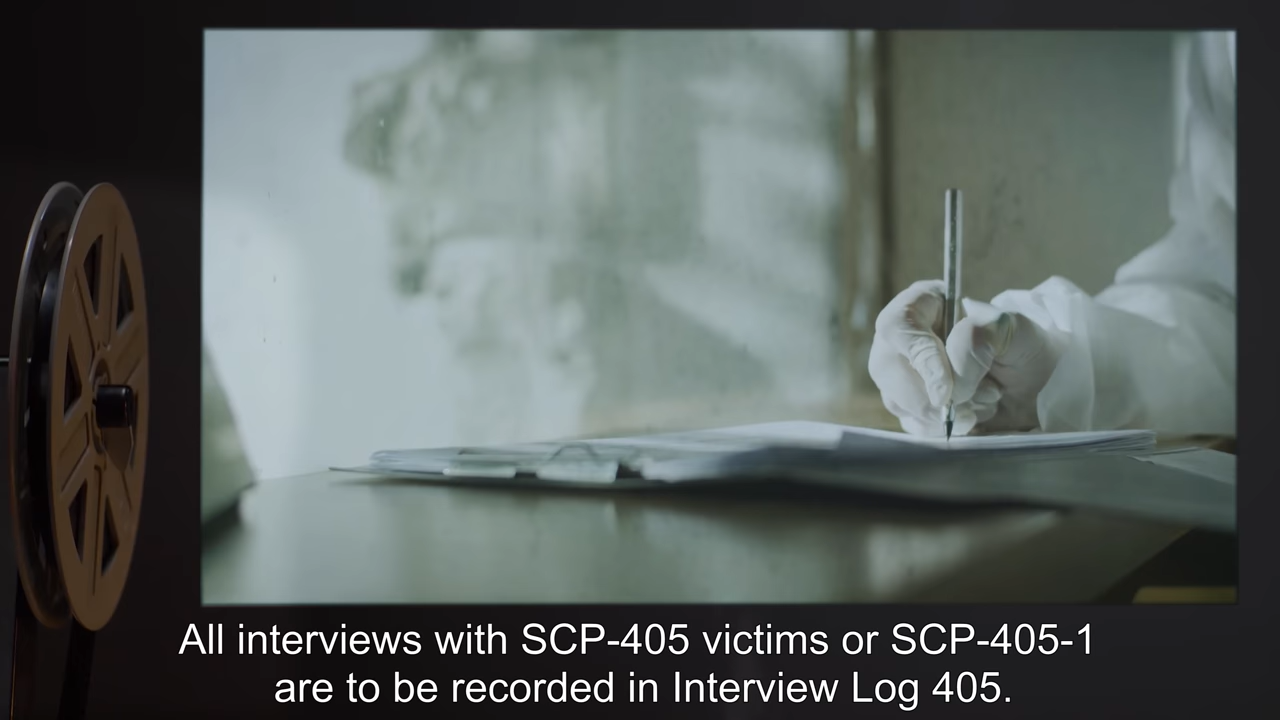 All interviews with SCP-405 victims or SCP-405-1
are to be recorded in Interview Log 405.